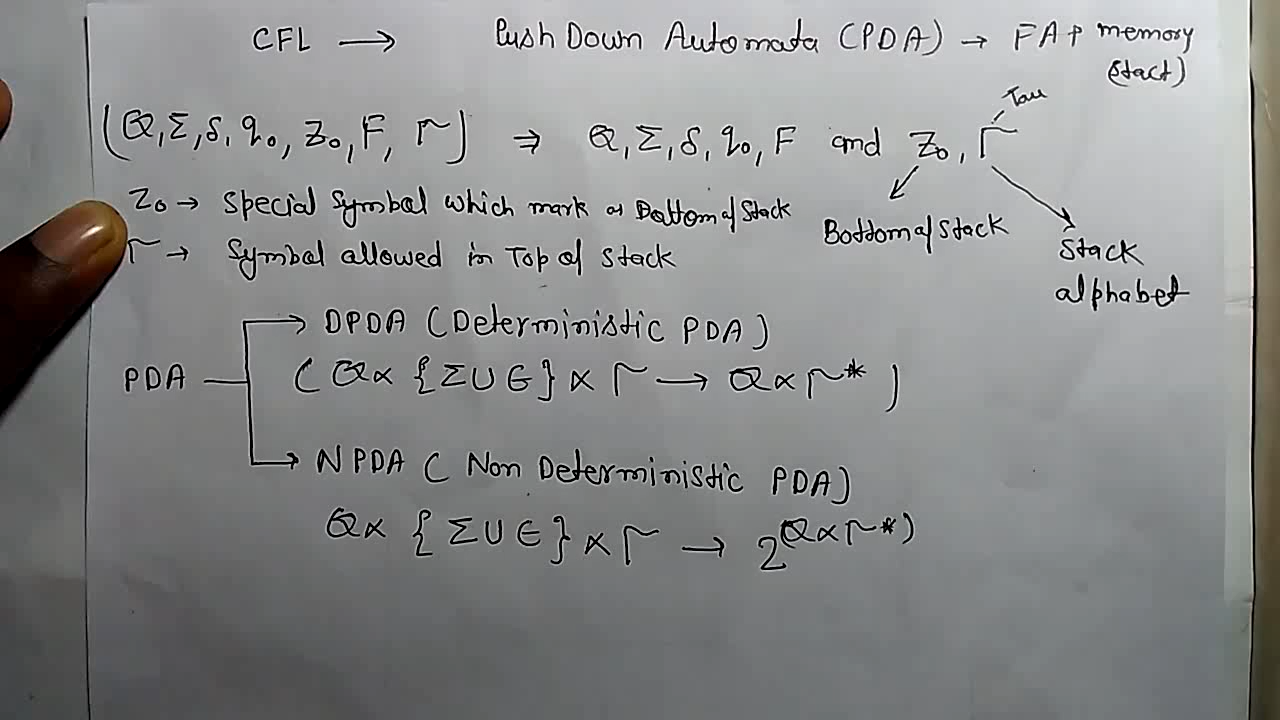 CFL → Push Down Automata (PDA) → FA + memory
(Stact)
Tau
(Q, Σ, δ, q₀, Z₀, F, Γ) ⇒ Q, Σ, δ, q₀, F and Z₀, Γ
Z₀ → Special Symbol which mark as Bottom of Stack
Bottom of Stack
Γ → Symbol allowed in Top of Stack
Stack
alphabet
DPDA (Deterministic PDA)
PDA
(Q × {Σ ∪ ∈} × Γ → Q × Γ*)
NPDA (Non Deterministic PDA)
Q × {Σ ∪ ∈} × Γ → 2^(Q × Γ*)